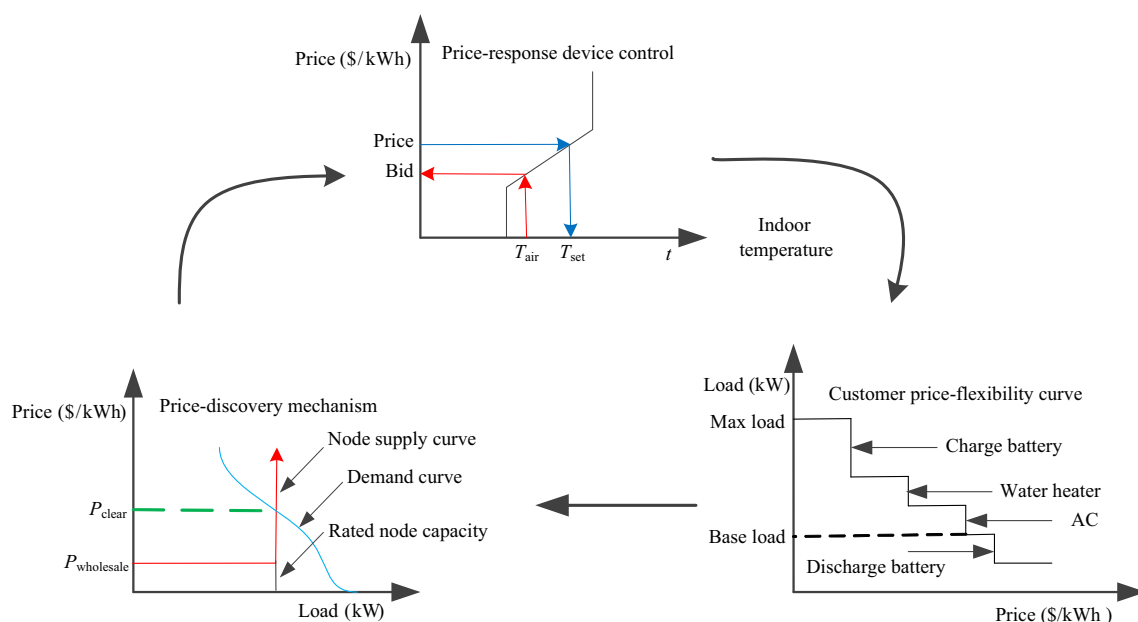 Price ($/kWh)
Price-response device control
Price
Bid
T_air
T_set
t
Indoor
temperature
Price ($/kWh)
Price-discovery mechanism
Node supply curve
Demand curve
P_clear
Rated node capacity
P_wholesale
Load (kW)
Load (kW)
Customer price-flexibility curve
Max load
Charge battery
Water heater
AC
Base load
Discharge battery
Price ($/kWh )